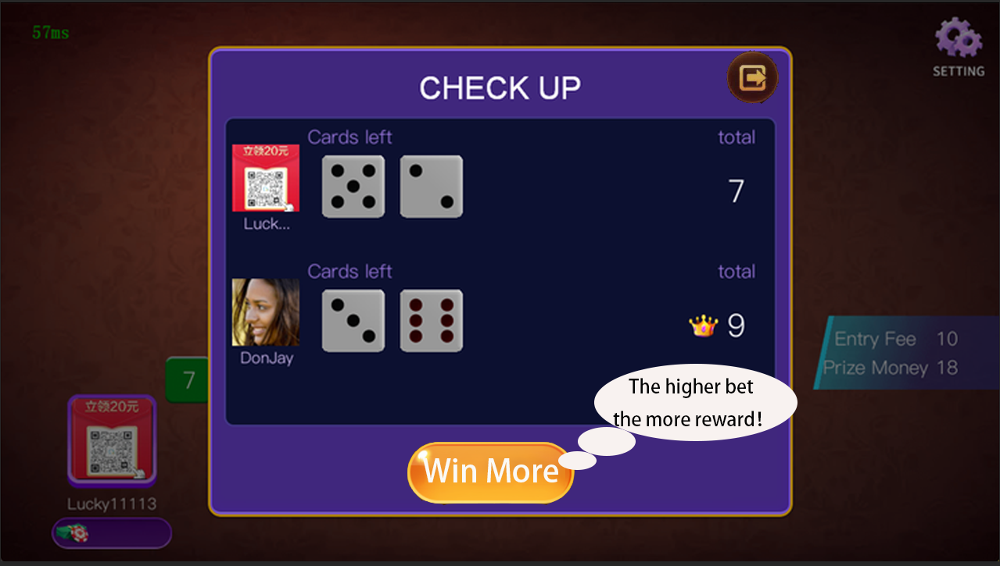 57ms
SETTING
CHECK UP
Cards left
total
立领20元
7
Luck...
Cards left
total
9
DonJay
Entry Fee 10
Prize Money 18
7
The higher bet
the more reward!
立领20元
Win More
Lucky11113